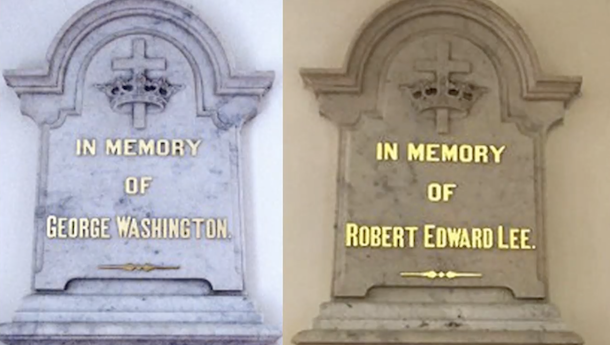 IN MEMORY
OF
GEORGE WASHINGTON.
IN MEMORY
OF
ROBERT EDWARD LEE.